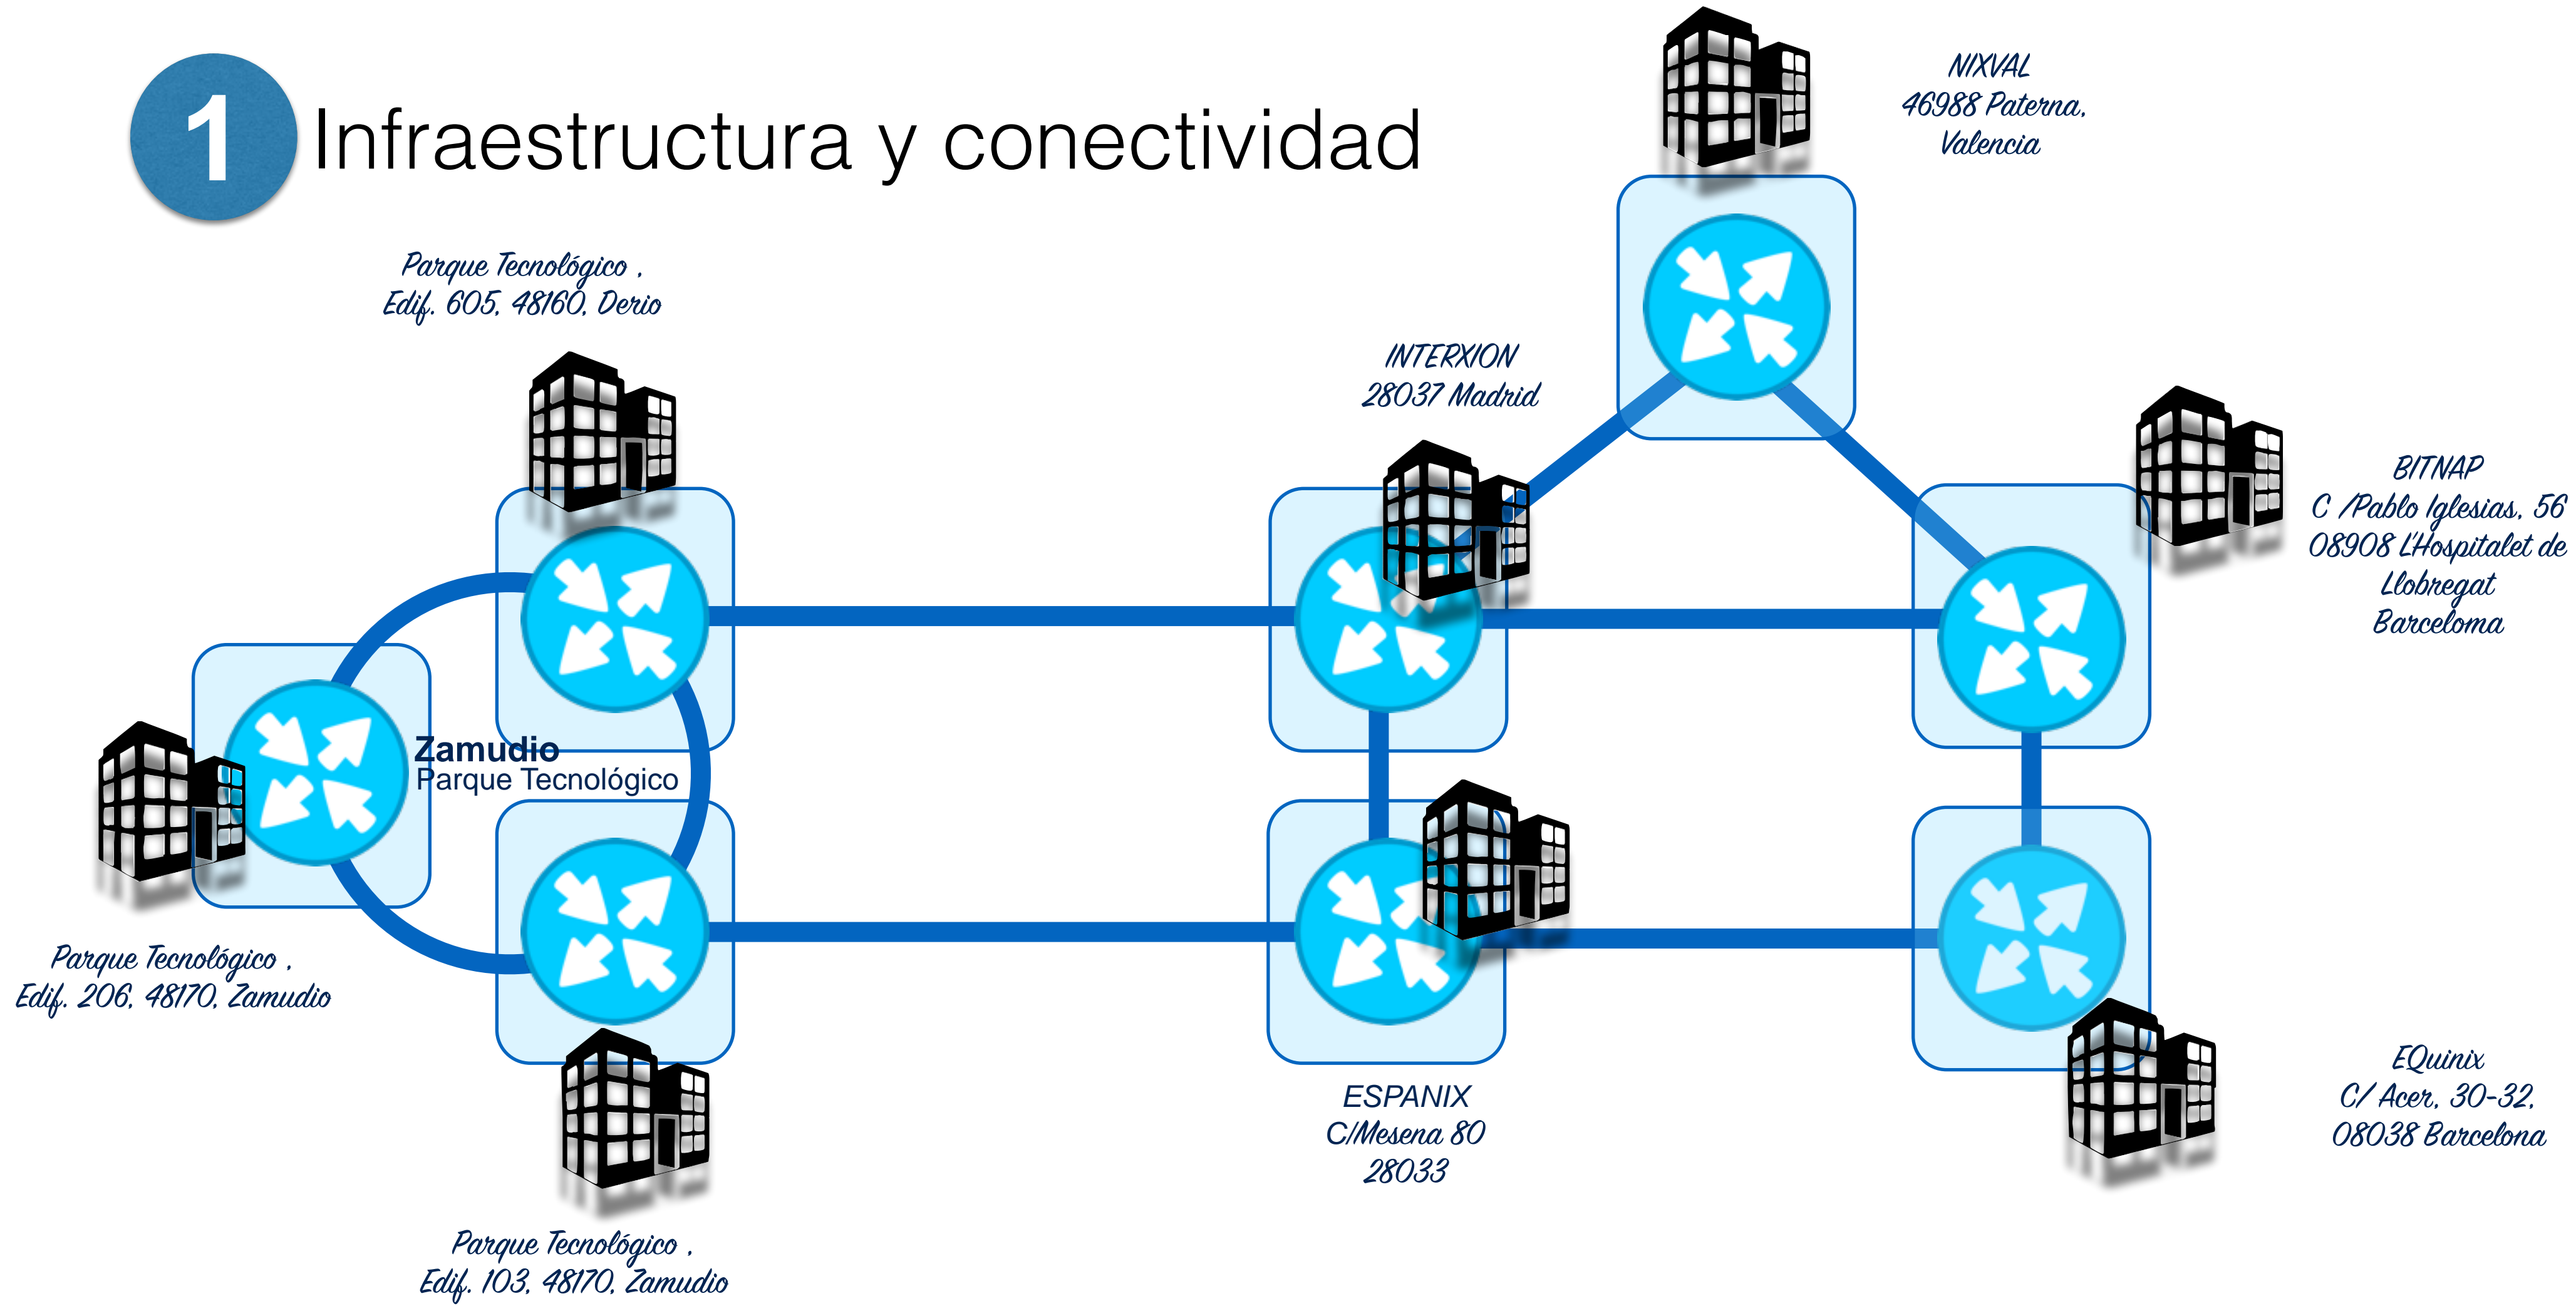 1
Infraestructura y conectividad
NIXVAL
46988 Paterna,
Valencia
Parque Tecnológico ,
Edif. 605, 48160, Derio
INTERXION
28037 Madrid
BITNAP
C /Pablo Iglesias, 56
08908 L'Hospitalet de
Llobregat
Barceloma
Zamudio
Parque Tecnológico
Parque Tecnológico ,
Edif. 206, 48170, Zamudio
ESPANIX
C/Mesena 80
28033
EQuinix
C/ Acer, 30-32,
08038 Barcelona
Parque Tecnológico ,
Edif. 103, 48170, Zamudio